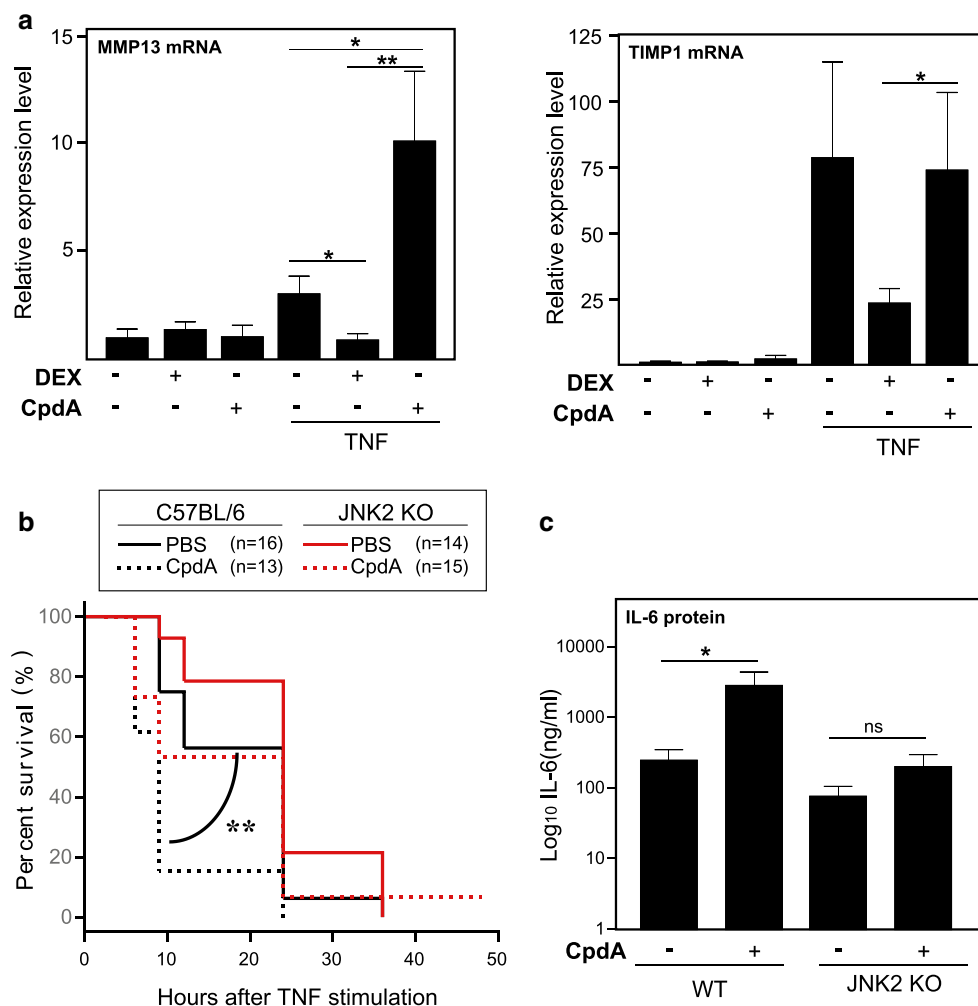 a
MMP13 mRNA
Relative expression level
15
10
5
*
**
*
DEX - + - - + -
CpdA - - + - - +
TNF
TIMP1 mRNA
Relative expression level
125
100
75
50
25
*
DEX - + - - + -
CpdA - - + - - +
TNF
b
C57BL/6 JNK2 KO
PBS (n=16) PBS (n=14)
CpdA (n=13) CpdA (n=15)
Percent survival (%)
100
80
60
40
20
0
**
0 10 20 30 40 50
Hours after TNF stimulation
c
IL-6 protein
Log10 IL-6(ng/ml)
10000
1000
100
10
1
*
ns
CpdA - + - +
WT JNK2 KO